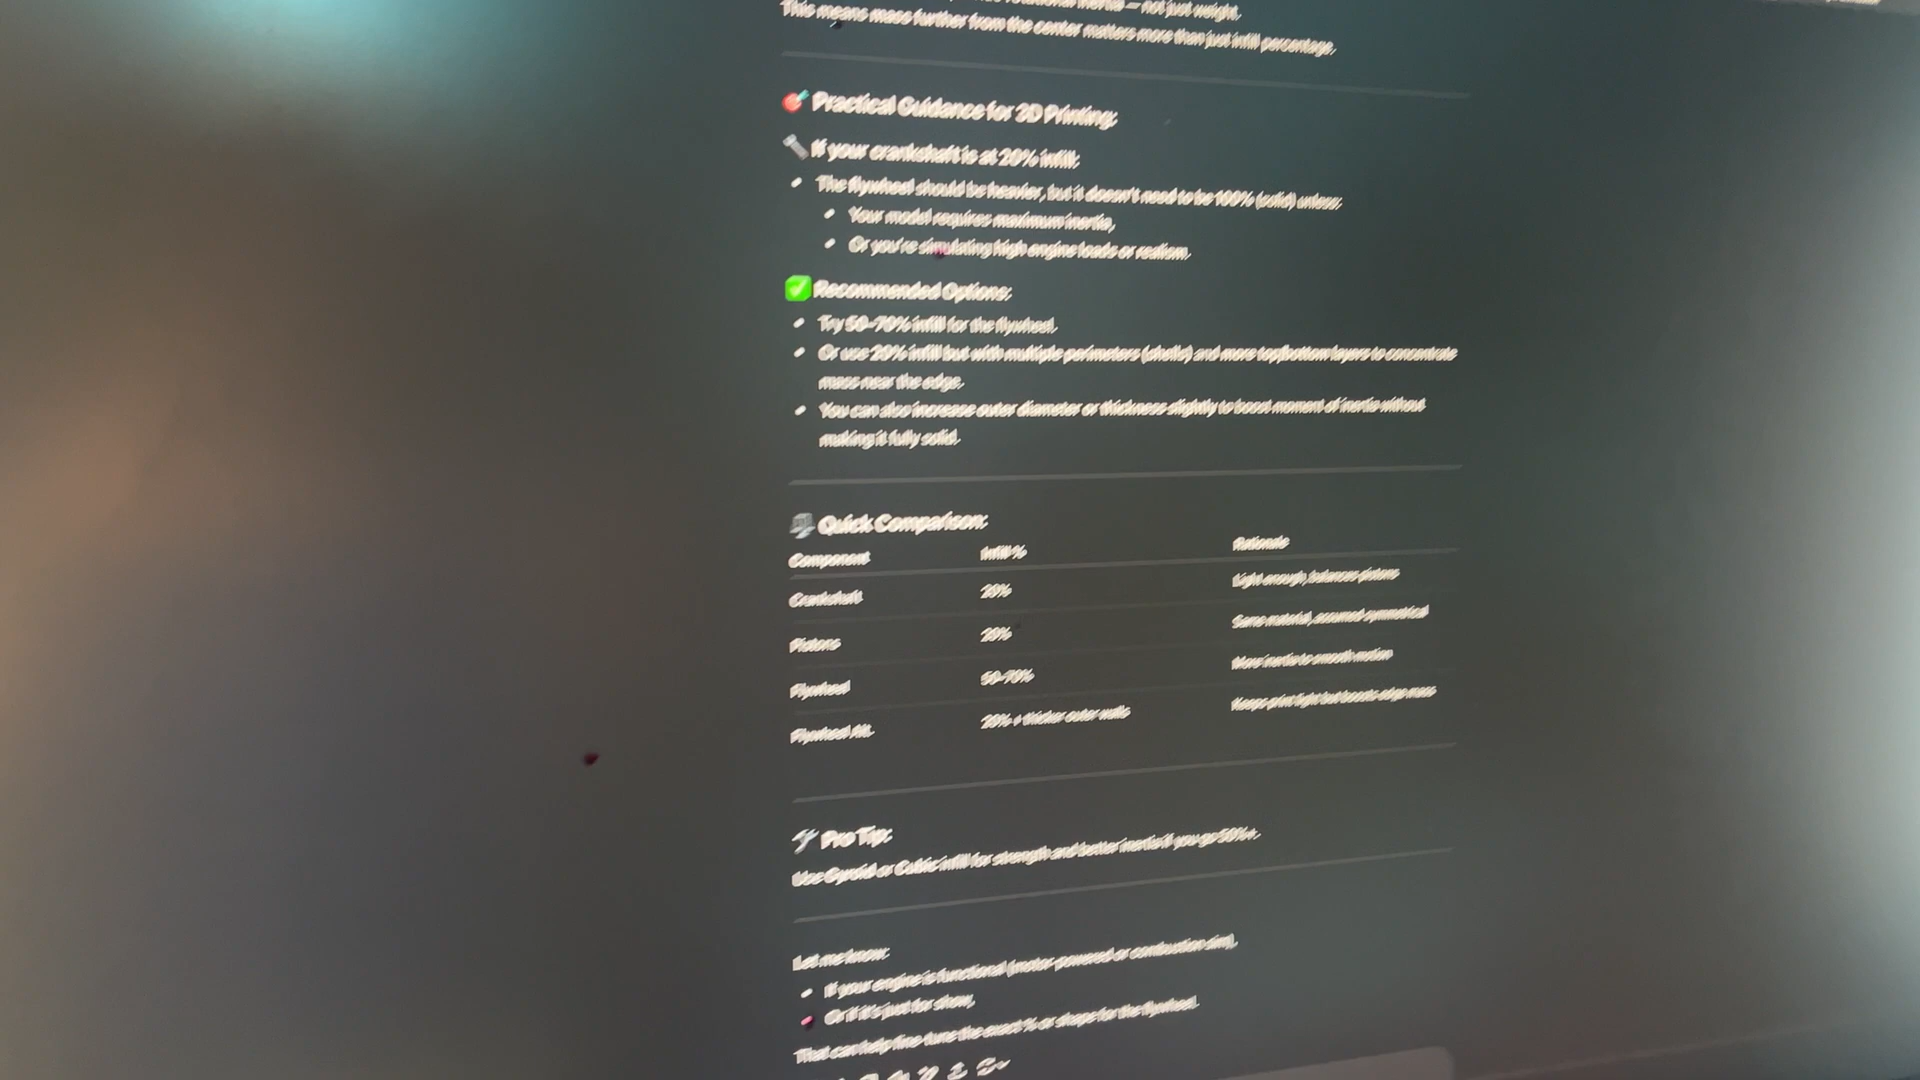 — not just weight.
This means mass further from the center matters more than just infill percentage.
Practical Guidance for 3D Printing:
If your crankshaft is at 20% infill:
The flywheel should be heavier, but it doesn't need to be 100% (solid) unless:
Your model requires maximum inertia,
Or you're simulating high engine loads or realism.
Recommended Options:
Try 50–70% infill for the flywheel.
Or use 20% infill but with multiple perimeters (shells) and more top/bottom layers to concentrate
mass near the edge.
You can also increase outer diameter or thickness slightly to boost moment of inertia without
making it fully solid.
Quick Comparison:
Component Infill % Rationale
Crankshaft 20% Light enough, balances pistons
Pistons 20% Same material, assumed symmetrical
Flywheel 50–70% More inertia to smooth motion
Flywheel Alt. 20% + thicker outer walls Keeps print light but boosts edge mass
Pro Tip:
Use Gyroid or Cubic infill for strength and better inertia if you go 50%+.
Let me know:
If your engine is functional (motor-powered or combustion sim),
Or if it's just for show,
That can help fine-tune the exact % or shape for the flywheel.